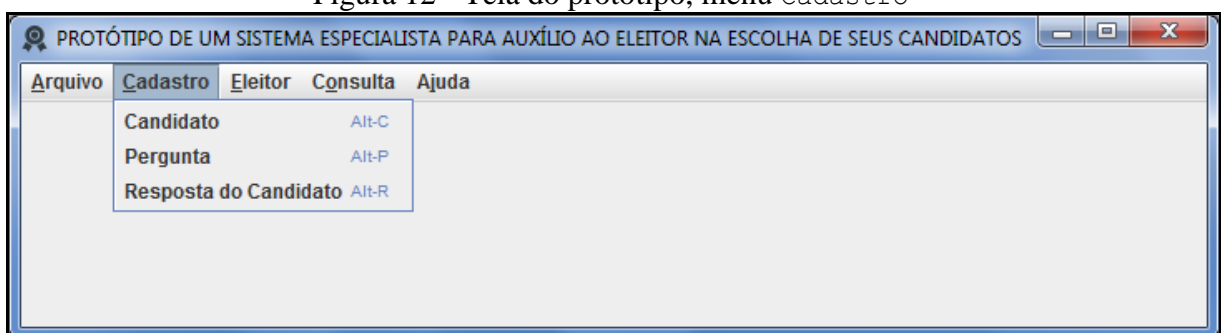 Figura 12 - Tela do protótipo, menu Cadastro
PROTÓTIPO DE UM SISTEMA ESPECIALISTA PARA AUXÍLIO AO ELEITOR NA ESCOLHA DE SEUS CANDIDATOS
Arquivo Cadastro Eleitor Consulta Ajuda
Candidato Alt-C
Pergunta Alt-P
Resposta do Candidato Alt-R